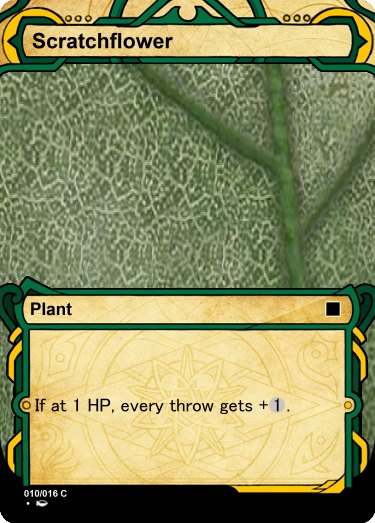 Scratchflower
Plant
If at 1 HP, every throw gets +1.
010/016 C